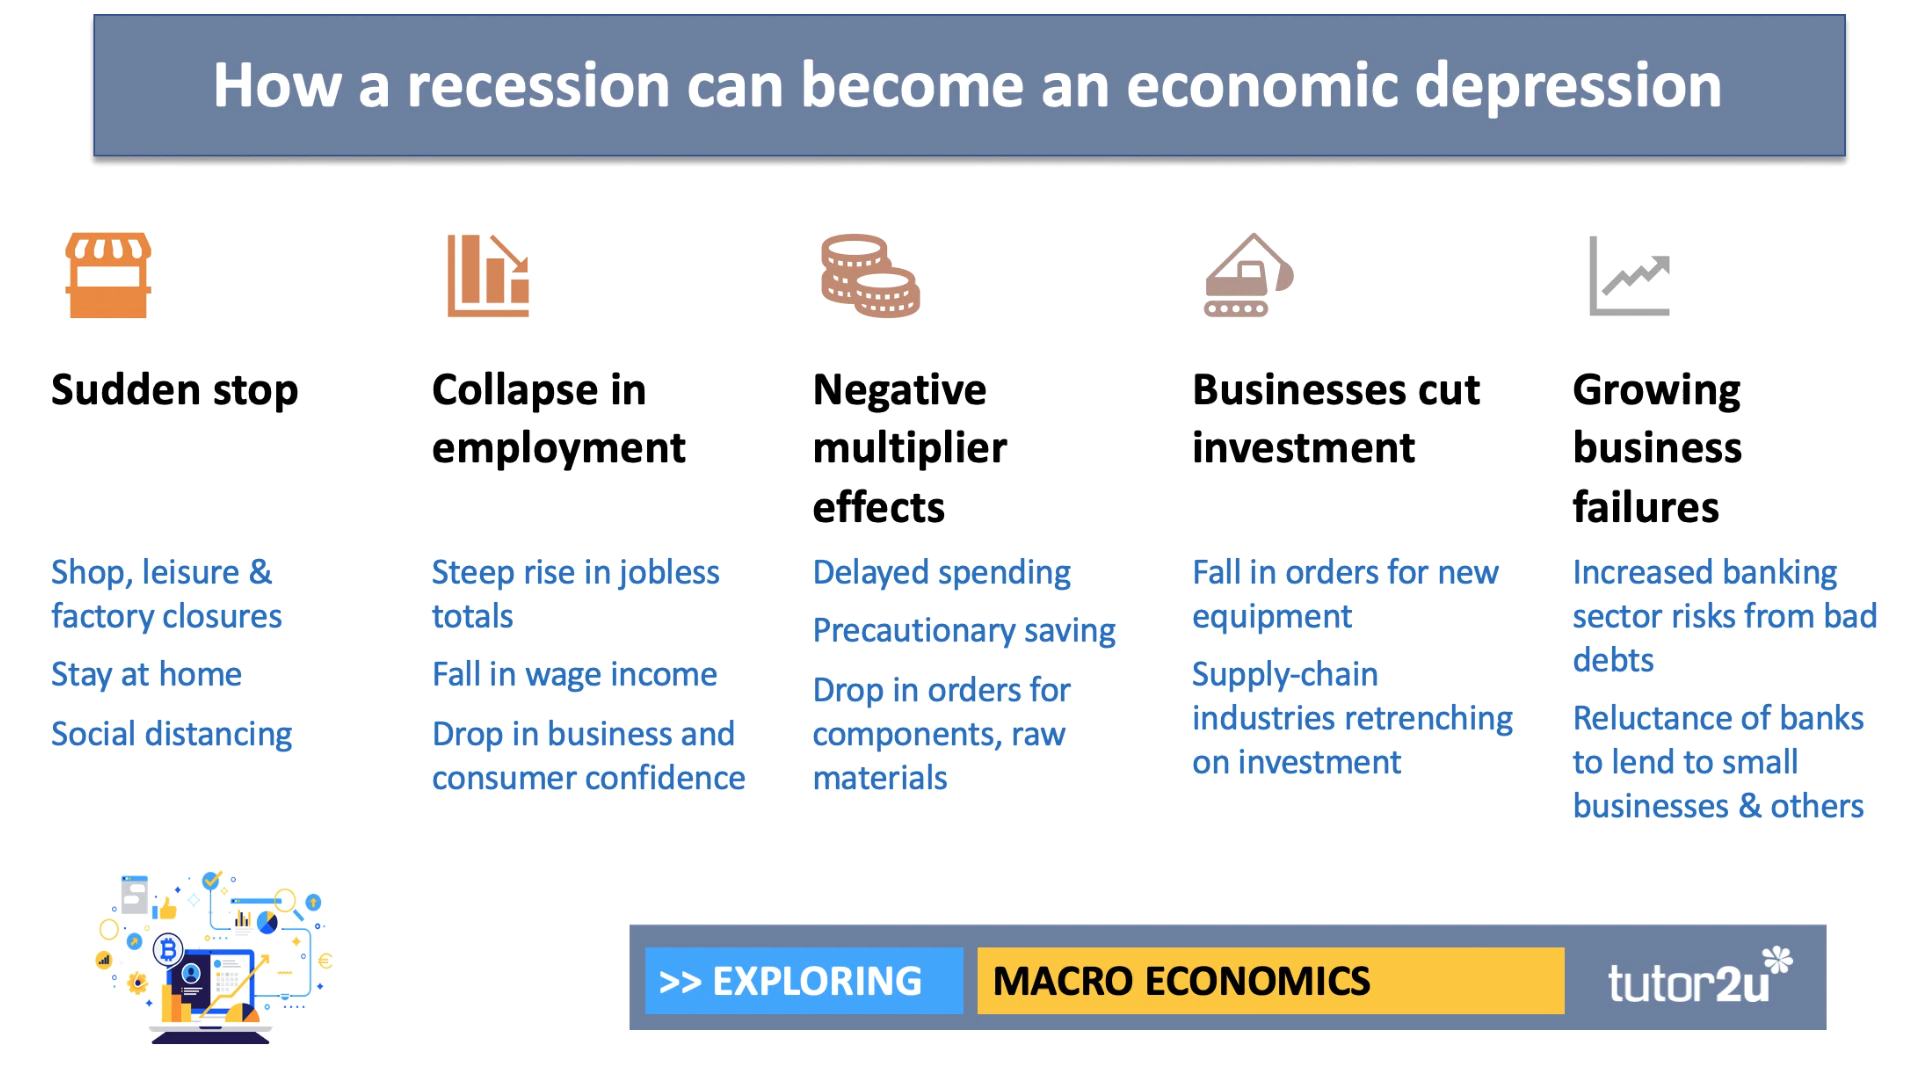 How a recession can become an economic depression
Sudden stop
Shop, leisure &
factory closures
Stay at home
Social distancing
Collapse in
employment
Steep rise in jobless
totals
Fall in wage income
Drop in business and
consumer confidence
Negative
multiplier
effects
Delayed spending
Precautionary saving
Drop in orders for
components, raw
materials
Businesses cut
investment
Fall in orders for new
equipment
Supply-chain
industries retrenching
on investment
Growing
business
failures
Increased banking
sector risks from bad
debts
Reluctance of banks
to lend to small
businesses & others
>> EXPLORING
MACRO ECONOMICS
tutor2u